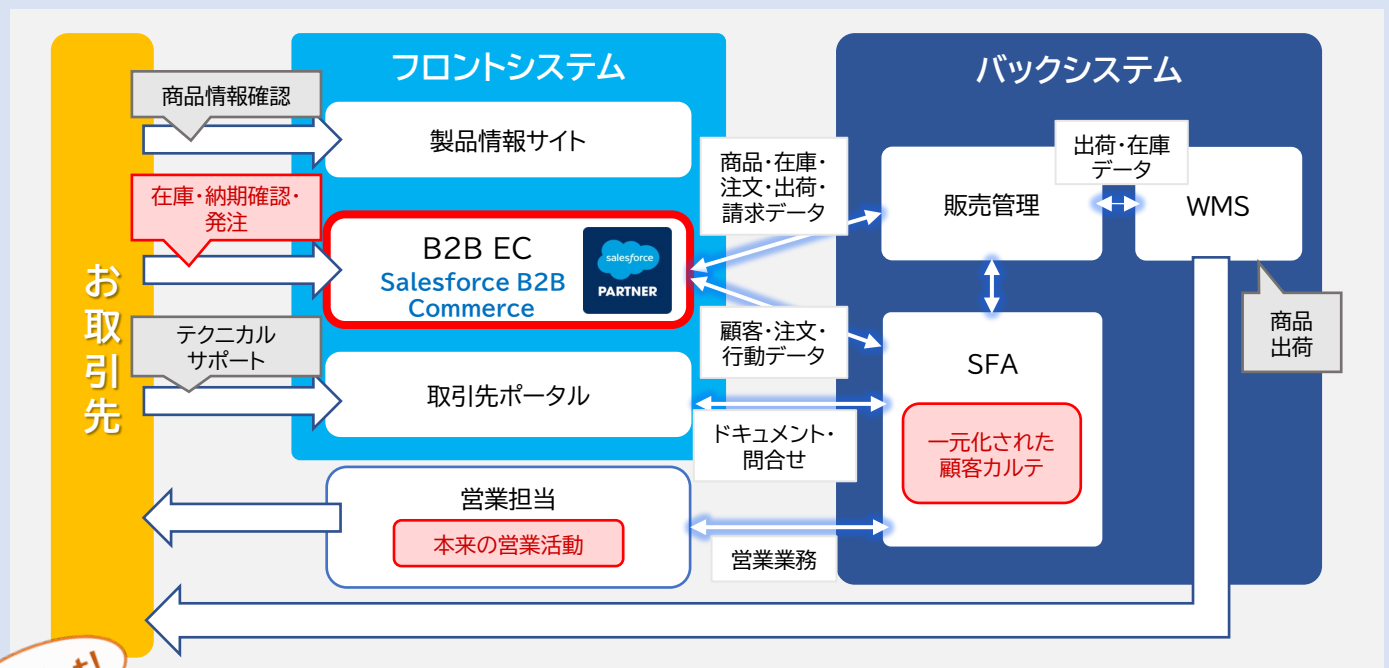 フロントシステム
バックシステム
お取引先
商品情報確認
製品情報サイト
在庫・納期確認・
発注
B2B EC
Salesforce B2B
Commerce
salesforce
PARTNER
テクニカル
サポート
取引先ポータル
営業担当
本来の営業活動
商品・在庫・
注文・出荷・
請求データ
顧客・注文・
行動データ
ドキュメント・
問合せ
営業業務
販売管理
出荷・在庫
データ
WMS
SFA
一元化された
顧客カルテ
商品
出荷